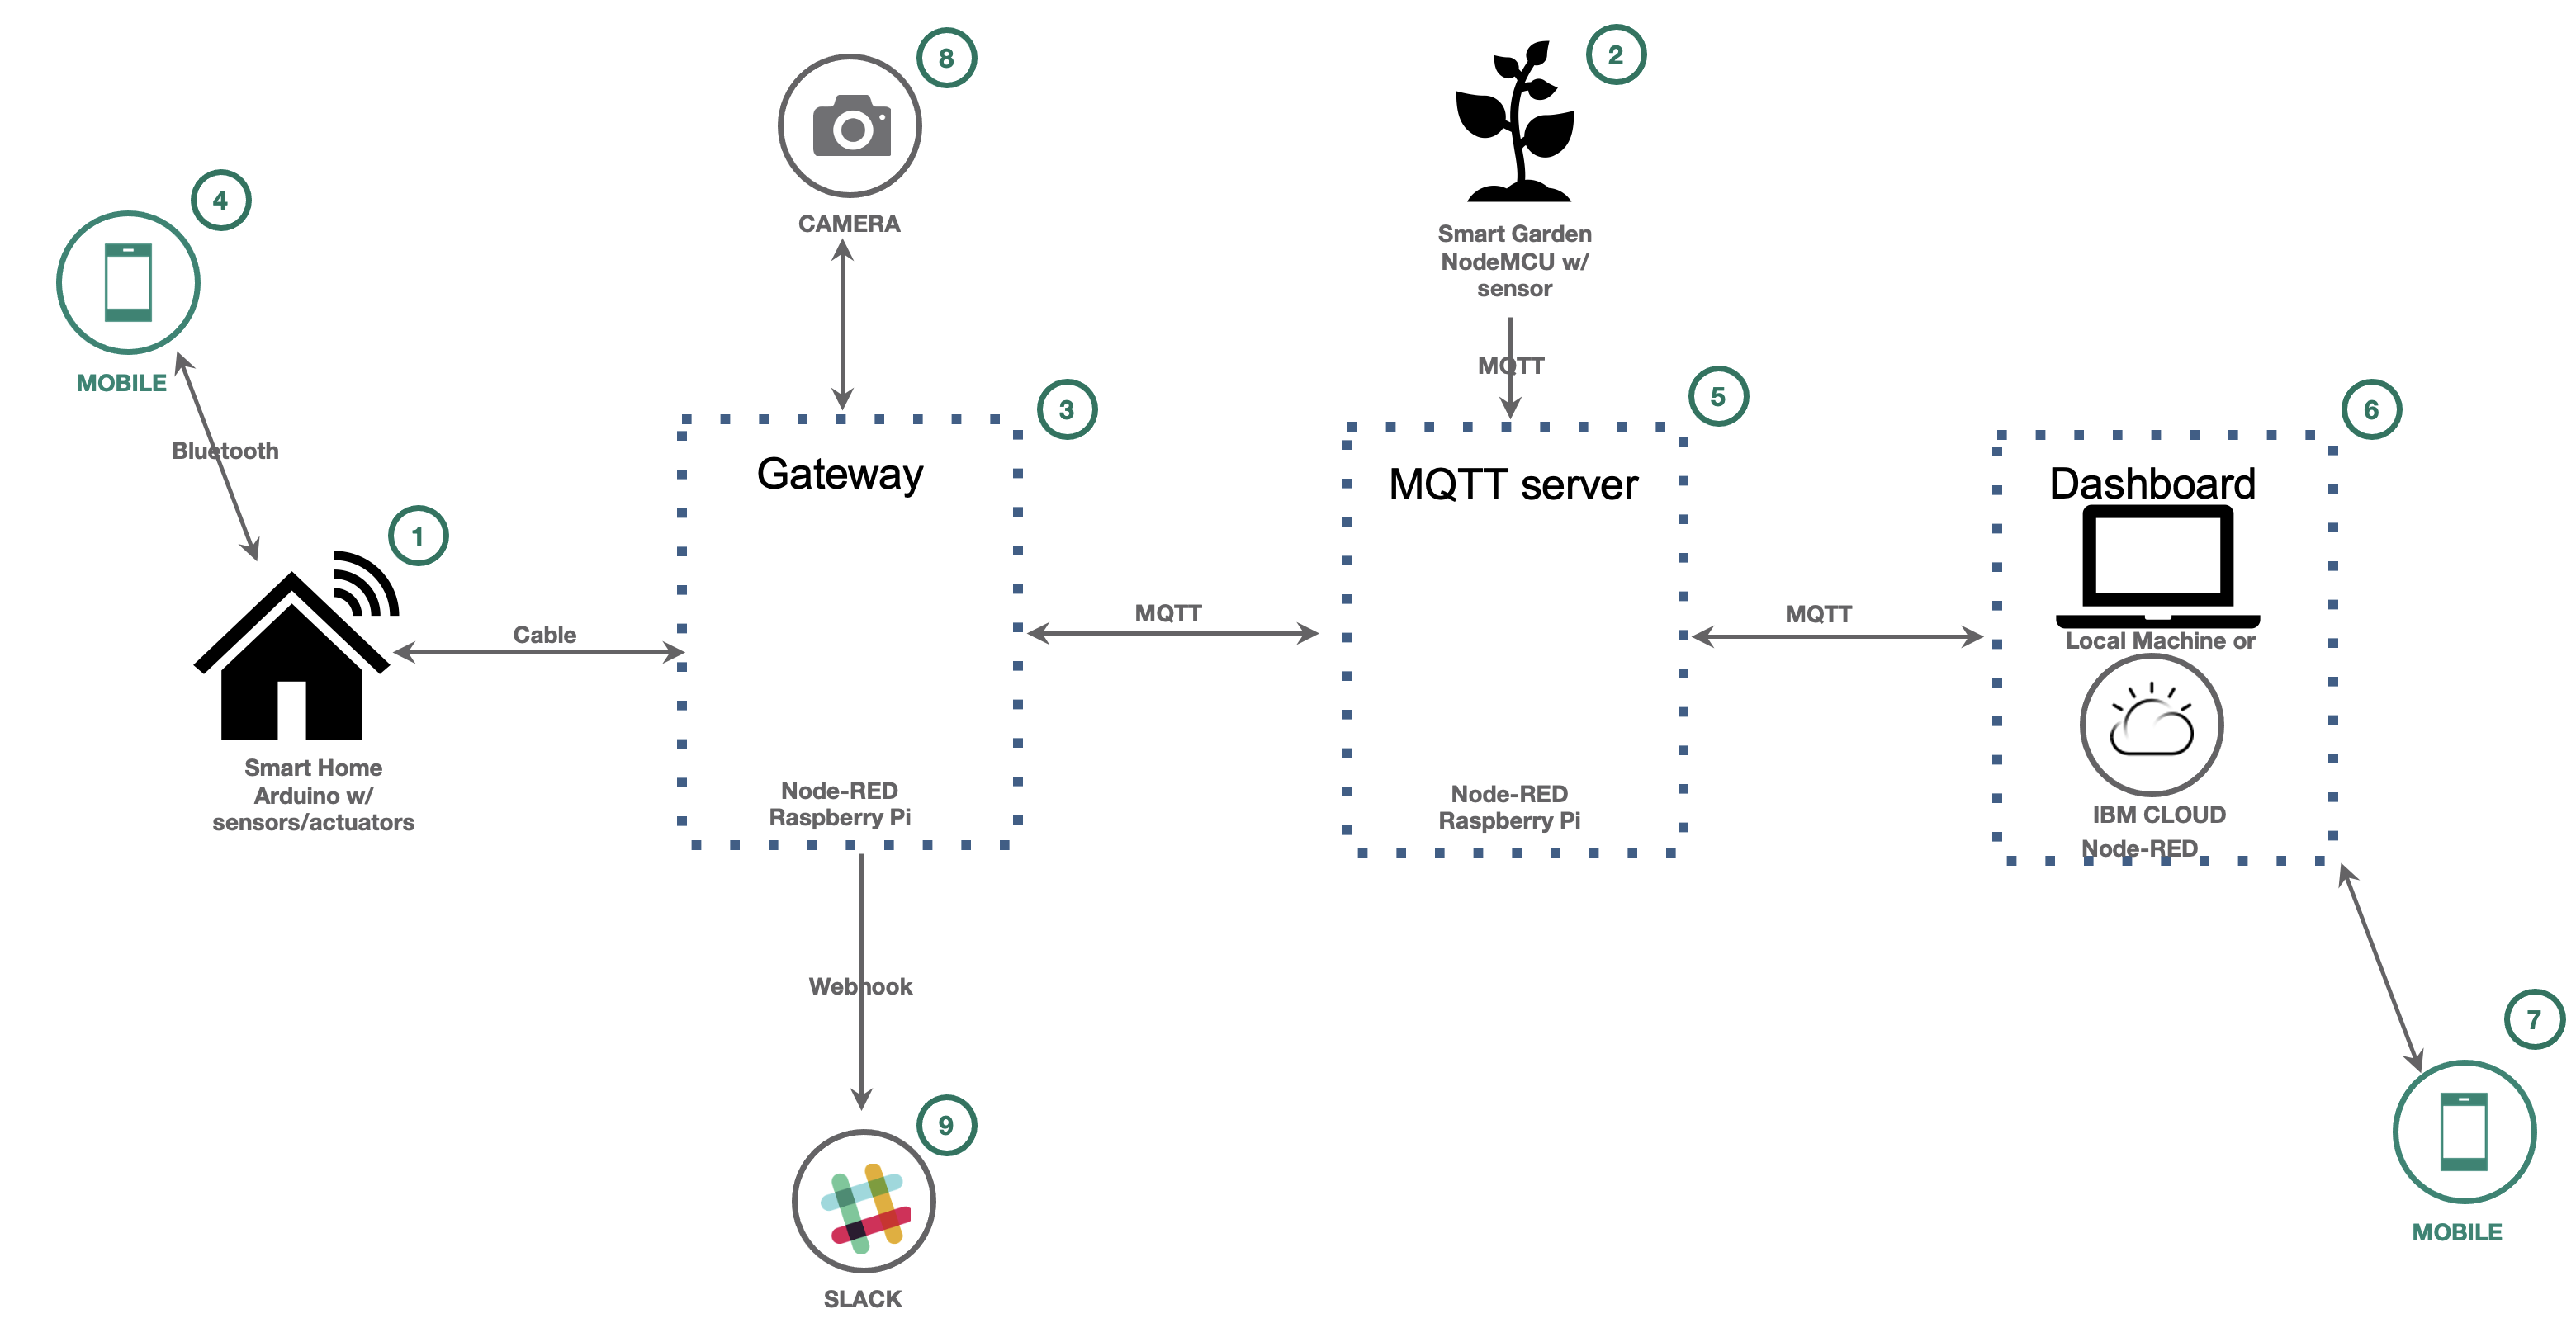 8
CAMERA
2
Smart Garden
NodeMCU w/
sensor
MQTT
4
MOBILE
Bluetooth
1
Smart Home
Arduino w/
sensors/actuators
Cable
3
Gateway
Node-RED
Raspberry Pi
MQTT
5
MQTT server
Node-RED
Raspberry Pi
MQTT
6
Dashboard
Local Machine or
IBM CLOUD
Node-RED
Webhook
9
SLACK
7
MOBILE